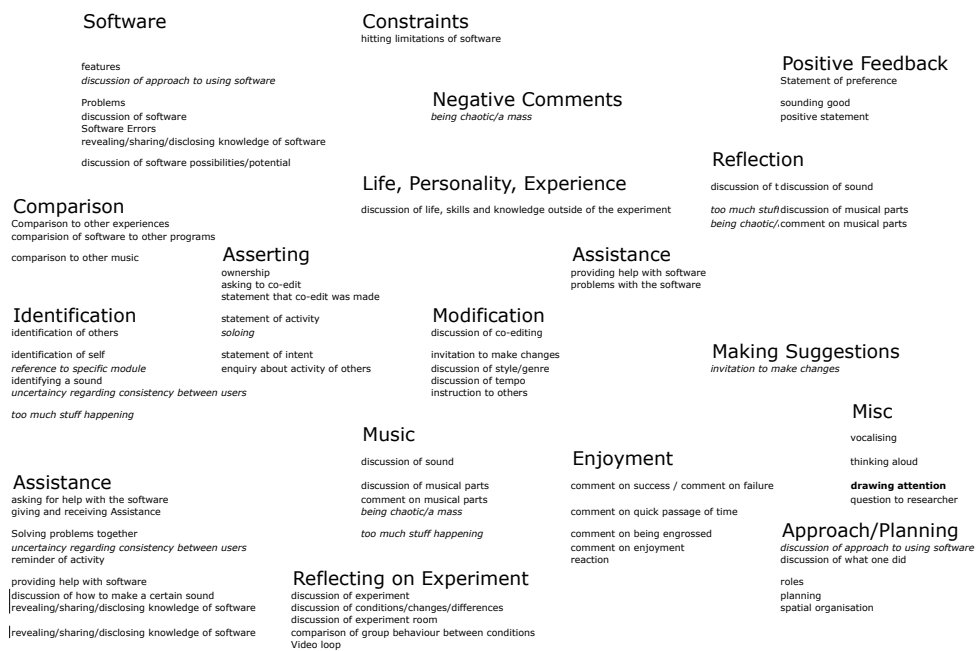 Software
features
discussion of approach to using software
Problems
discussion of software
Software Errors
revealing/sharing/disclosing knowledge of software
discussion of software possibilities/potential
Constraints
hitting limitations of software
Positive Feedback
Statement of preference
sounding good
positive statement
Negative Comments
being chaotic/a mass
Reflection
discussion of t discussion of sound
too much stuff discussion of musical parts
being chaotic/. comment on musical parts
Life, Personality, Experience
discussion of life, skills and knowledge outside of the experiment
Comparison
Comparison to other experiences
comparision of software to other programs
comparison to other music
Asserting
ownership
asking to co-edit
statement that co-edit was made
statement of activity
soloing
statement of intent
enquiry about activity of others
Assistance
providing help with software
problems with the software
Identification
identification of others
identification of self
reference to specific module
identifying a sound
uncertaincy regarding consistency between users
too much stuff happening
Modification
discussion of co-editing
invitation to make changes
discussion of style/genre
discussion of tempo
instruction to others
Making Suggestions
invitation to make changes
Misc
vocalising
thinking aloud
drawing attention
question to researcher
Music
discussion of sound
discussion of musical parts
comment on musical parts
being chaotic/a mass
too much stuff happening
Enjoyment
comment on success / comment on failure
comment on quick passage of time
comment on being engrossed
comment on enjoyment
reaction
Assistance
asking for help with the software
giving and receiving Assistance
Solving problems together
uncertaincy regarding consistency between users
reminder of activity
providing help with software
discussion of how to make a certain sound
revealing/sharing/disclosing knowledge of software
revealing/sharing/disclosing knowledge of software
Approach/Planning
discussion of approach to using software
discussion of what one did
roles
planning
spatial organisation
Reflecting on Experiment
discussion of experiment
discussion of conditions/changes/differences
discussion of experiment room
comparison of group behaviour between conditions
Video loop